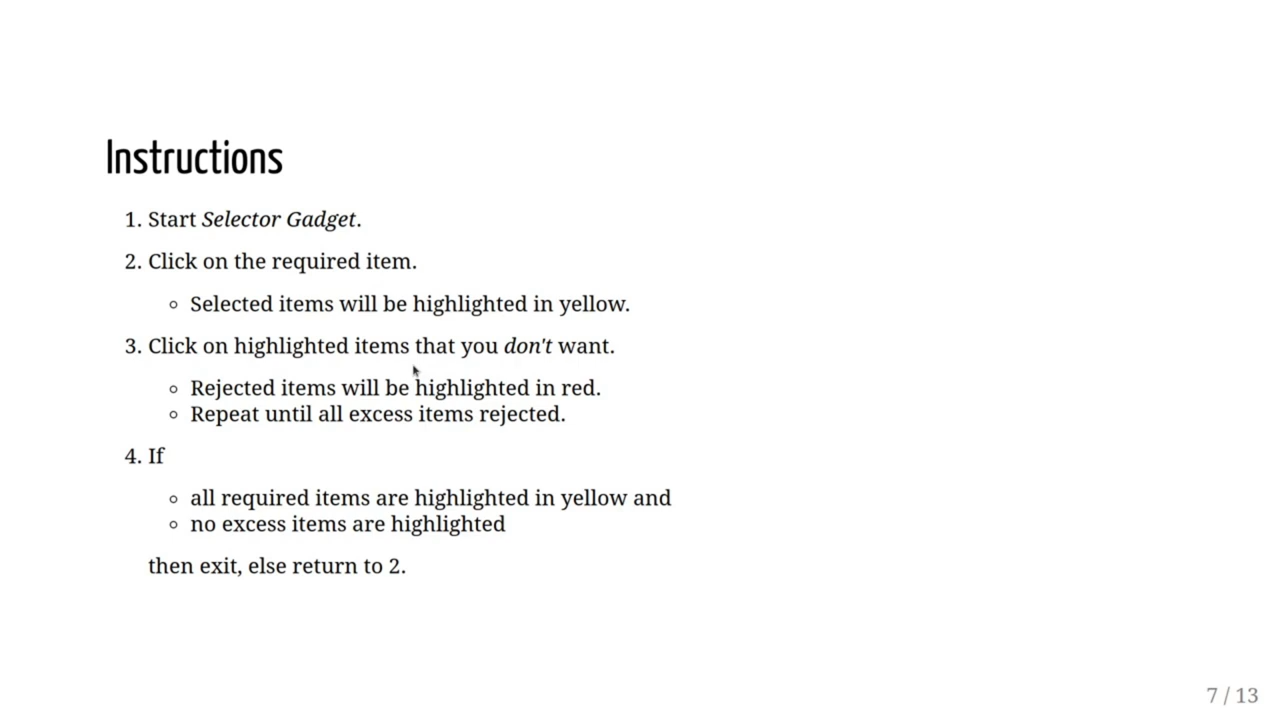 Instructions
1. Start Selector Gadget.
2. Click on the required item.
◦ Selected items will be highlighted in yellow.
3. Click on highlighted items that you don't want.
◦ Rejected items will be highlighted in red.
◦ Repeat until all excess items rejected.
4. If
◦ all required items are highlighted in yellow and
◦ no excess items are highlighted
then exit, else return to 2.
7 / 13